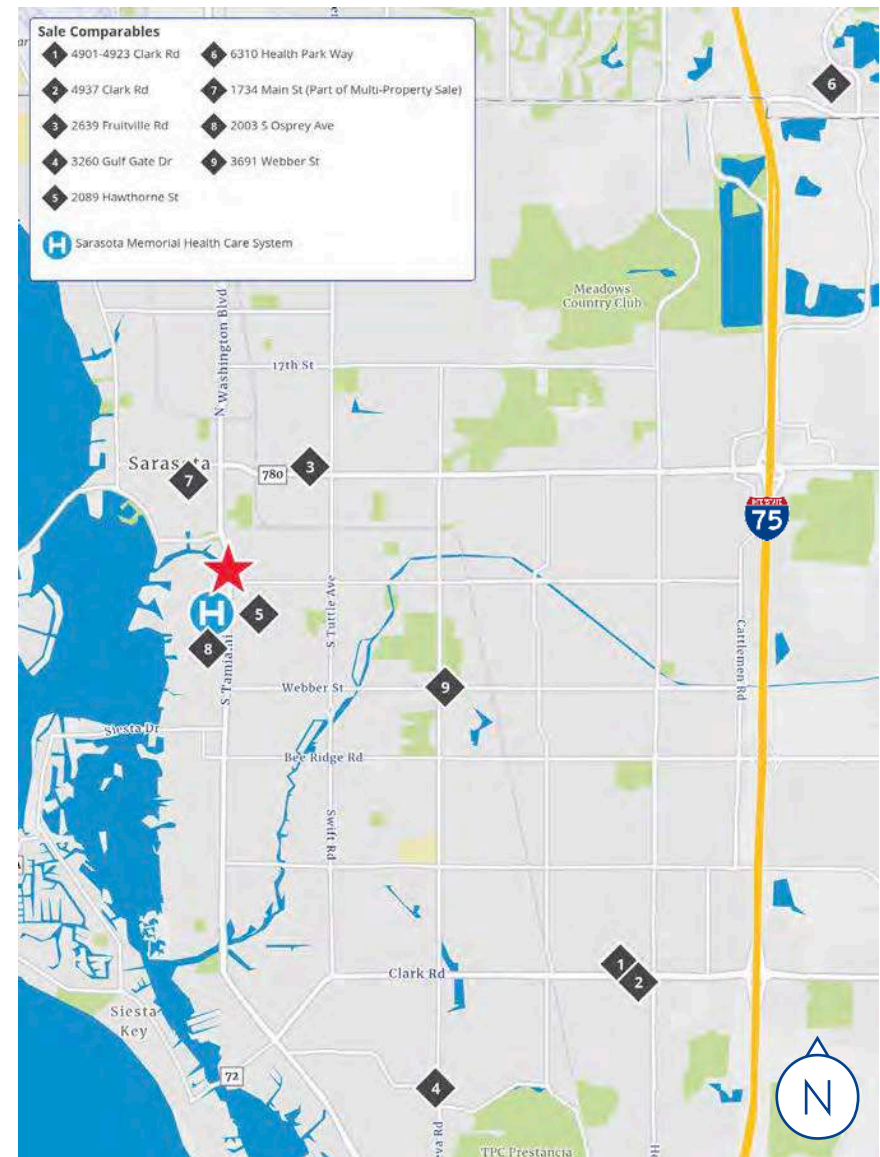 Sale Comparables
1 4901-4923 Clark Rd
2 4937 Clark Rd
3 2639 Fruitville Rd
4 3260 Gulf Gate Dr
5 2089 Hawthorne St
6 6310 Health Park Way
7 1734 Main St (Part of Multi-Property Sale)
8 2003 S Osprey Ave
9 3691 Webber St
H Sarasota Memorial Health Care System
6
Meadows
Country Club
N Washington Blvd
17th St
Sarasota
7
780
3
INTERSTATE
75
H
5
8
S Tamiami
S Tuttle Ave
Cattlemen Rd
Webber St
9
Siesta Dr
Bee Ridge Rd
Swift Rd
Clark Rd
1
2
Siesta
Key
72
4
N
TPC Prestancia